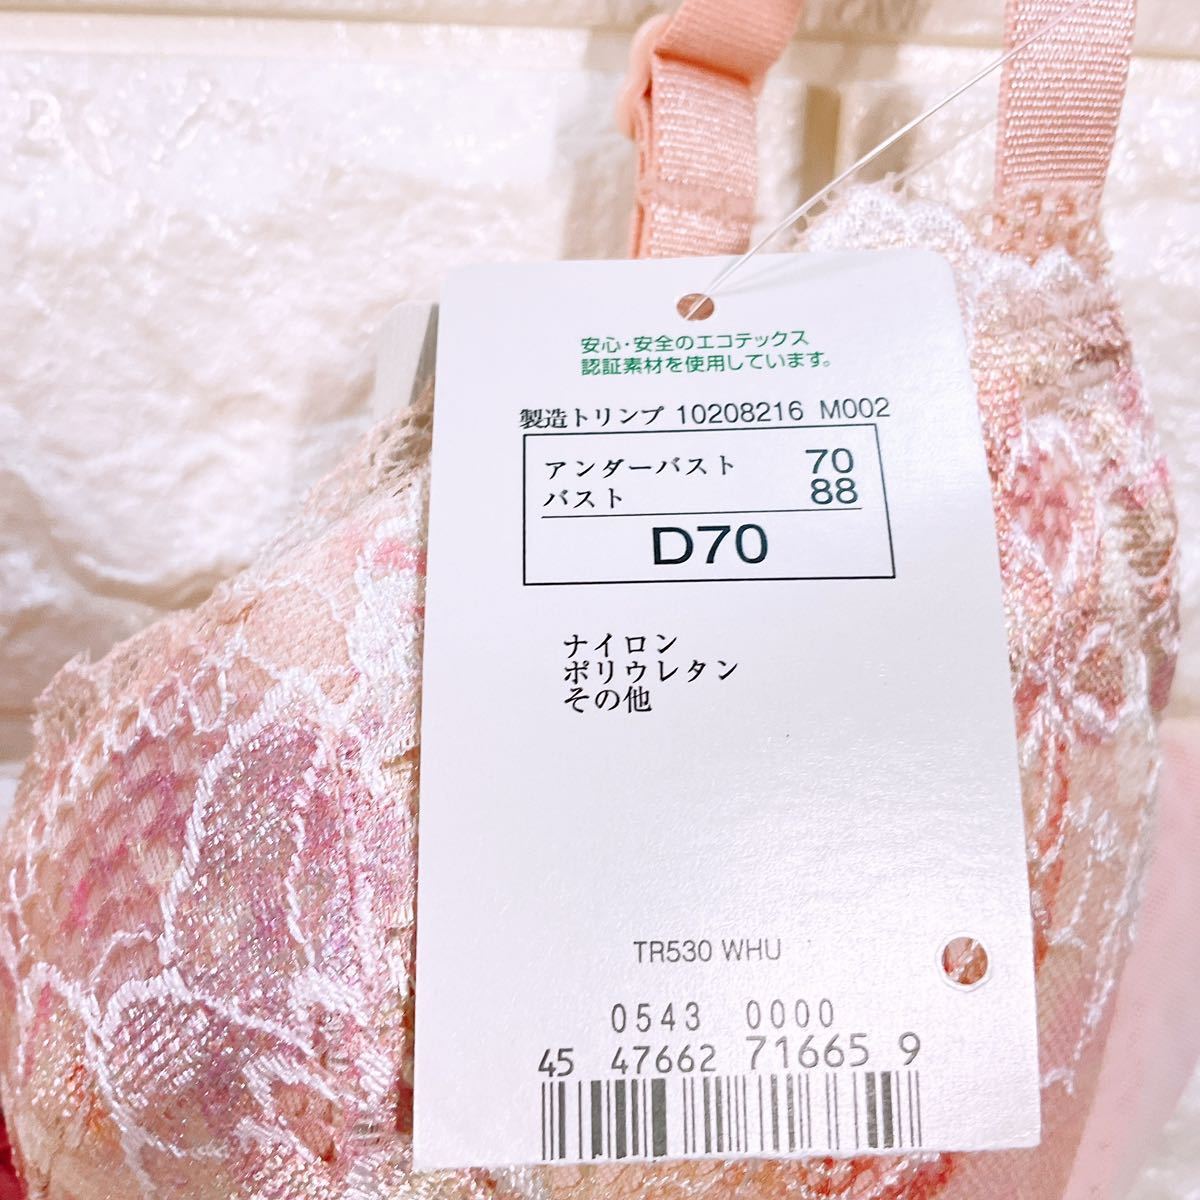 安心・安全のエコテックス
認証素材を使用しています。
製造トリンプ 10208216 M002
アンダーバスト 70
バスト 88
D70
ナイロン
ポリウレタン
その他
TR530 WHU
0543 0000
45 47662 71665 9